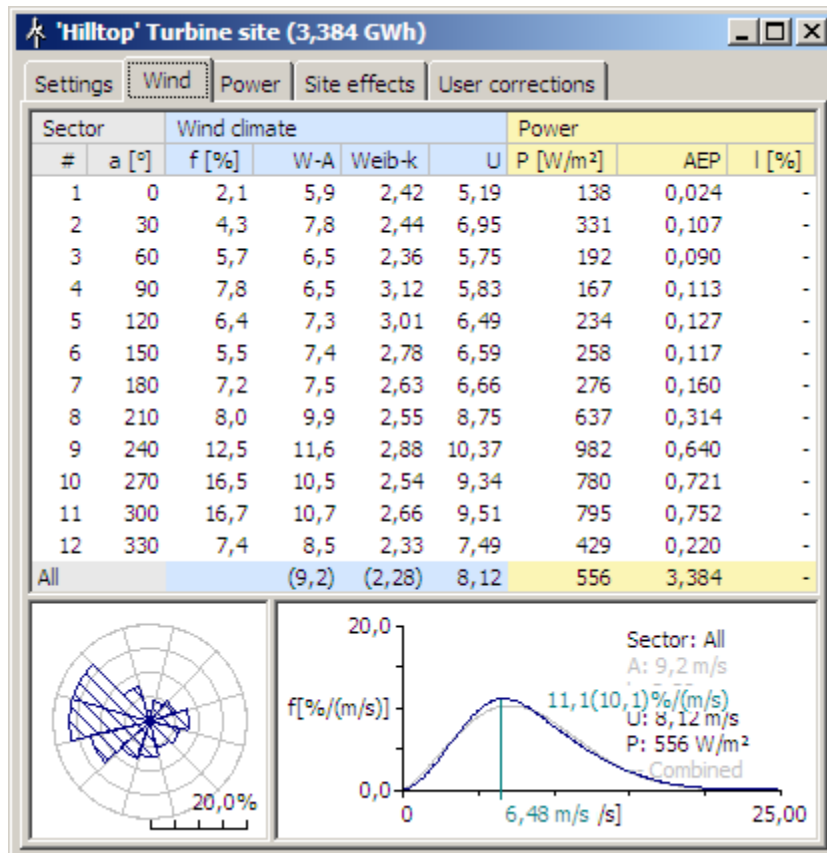 'Hilltop' Turbine site (3,384 GWh)
Settings Wind Power Site effects User corrections
Sector Wind climate Power
# a [°] f [%] W-A Weib-k U P [W/m²] AEP l [%]
1 0 2,1 5,9 2,42 5,19 138 0,024 -
2 30 4,3 7,8 2,44 6,95 331 0,107 -
3 60 5,7 6,5 2,36 5,75 192 0,090 -
4 90 7,8 6,5 3,12 5,83 167 0,113 -
5 120 6,4 7,3 3,01 6,49 234 0,127 -
6 150 5,5 7,4 2,78 6,59 258 0,117 -
7 180 7,2 7,5 2,63 6,66 276 0,160 -
8 210 8,0 9,9 2,55 8,75 637 0,314 -
9 240 12,5 11,6 2,88 10,37 982 0,640 -
10 270 16,5 10,5 2,54 9,34 780 0,721 -
11 300 16,7 10,7 2,66 9,51 795 0,752 -
12 330 7,4 8,5 2,33 7,49 429 0,220 -
All (9,2) (2,28) 8,12 556 3,384 -
20,0%
20,0
Sector: All
A: 9,2 m/s
11,1(10,1)%/(m/s)
f[%/(m/s)]
U: 8,12 m/s
P: 556 W/m²
-- Combined
0,0
0 6,48 m/s /s] 25,00